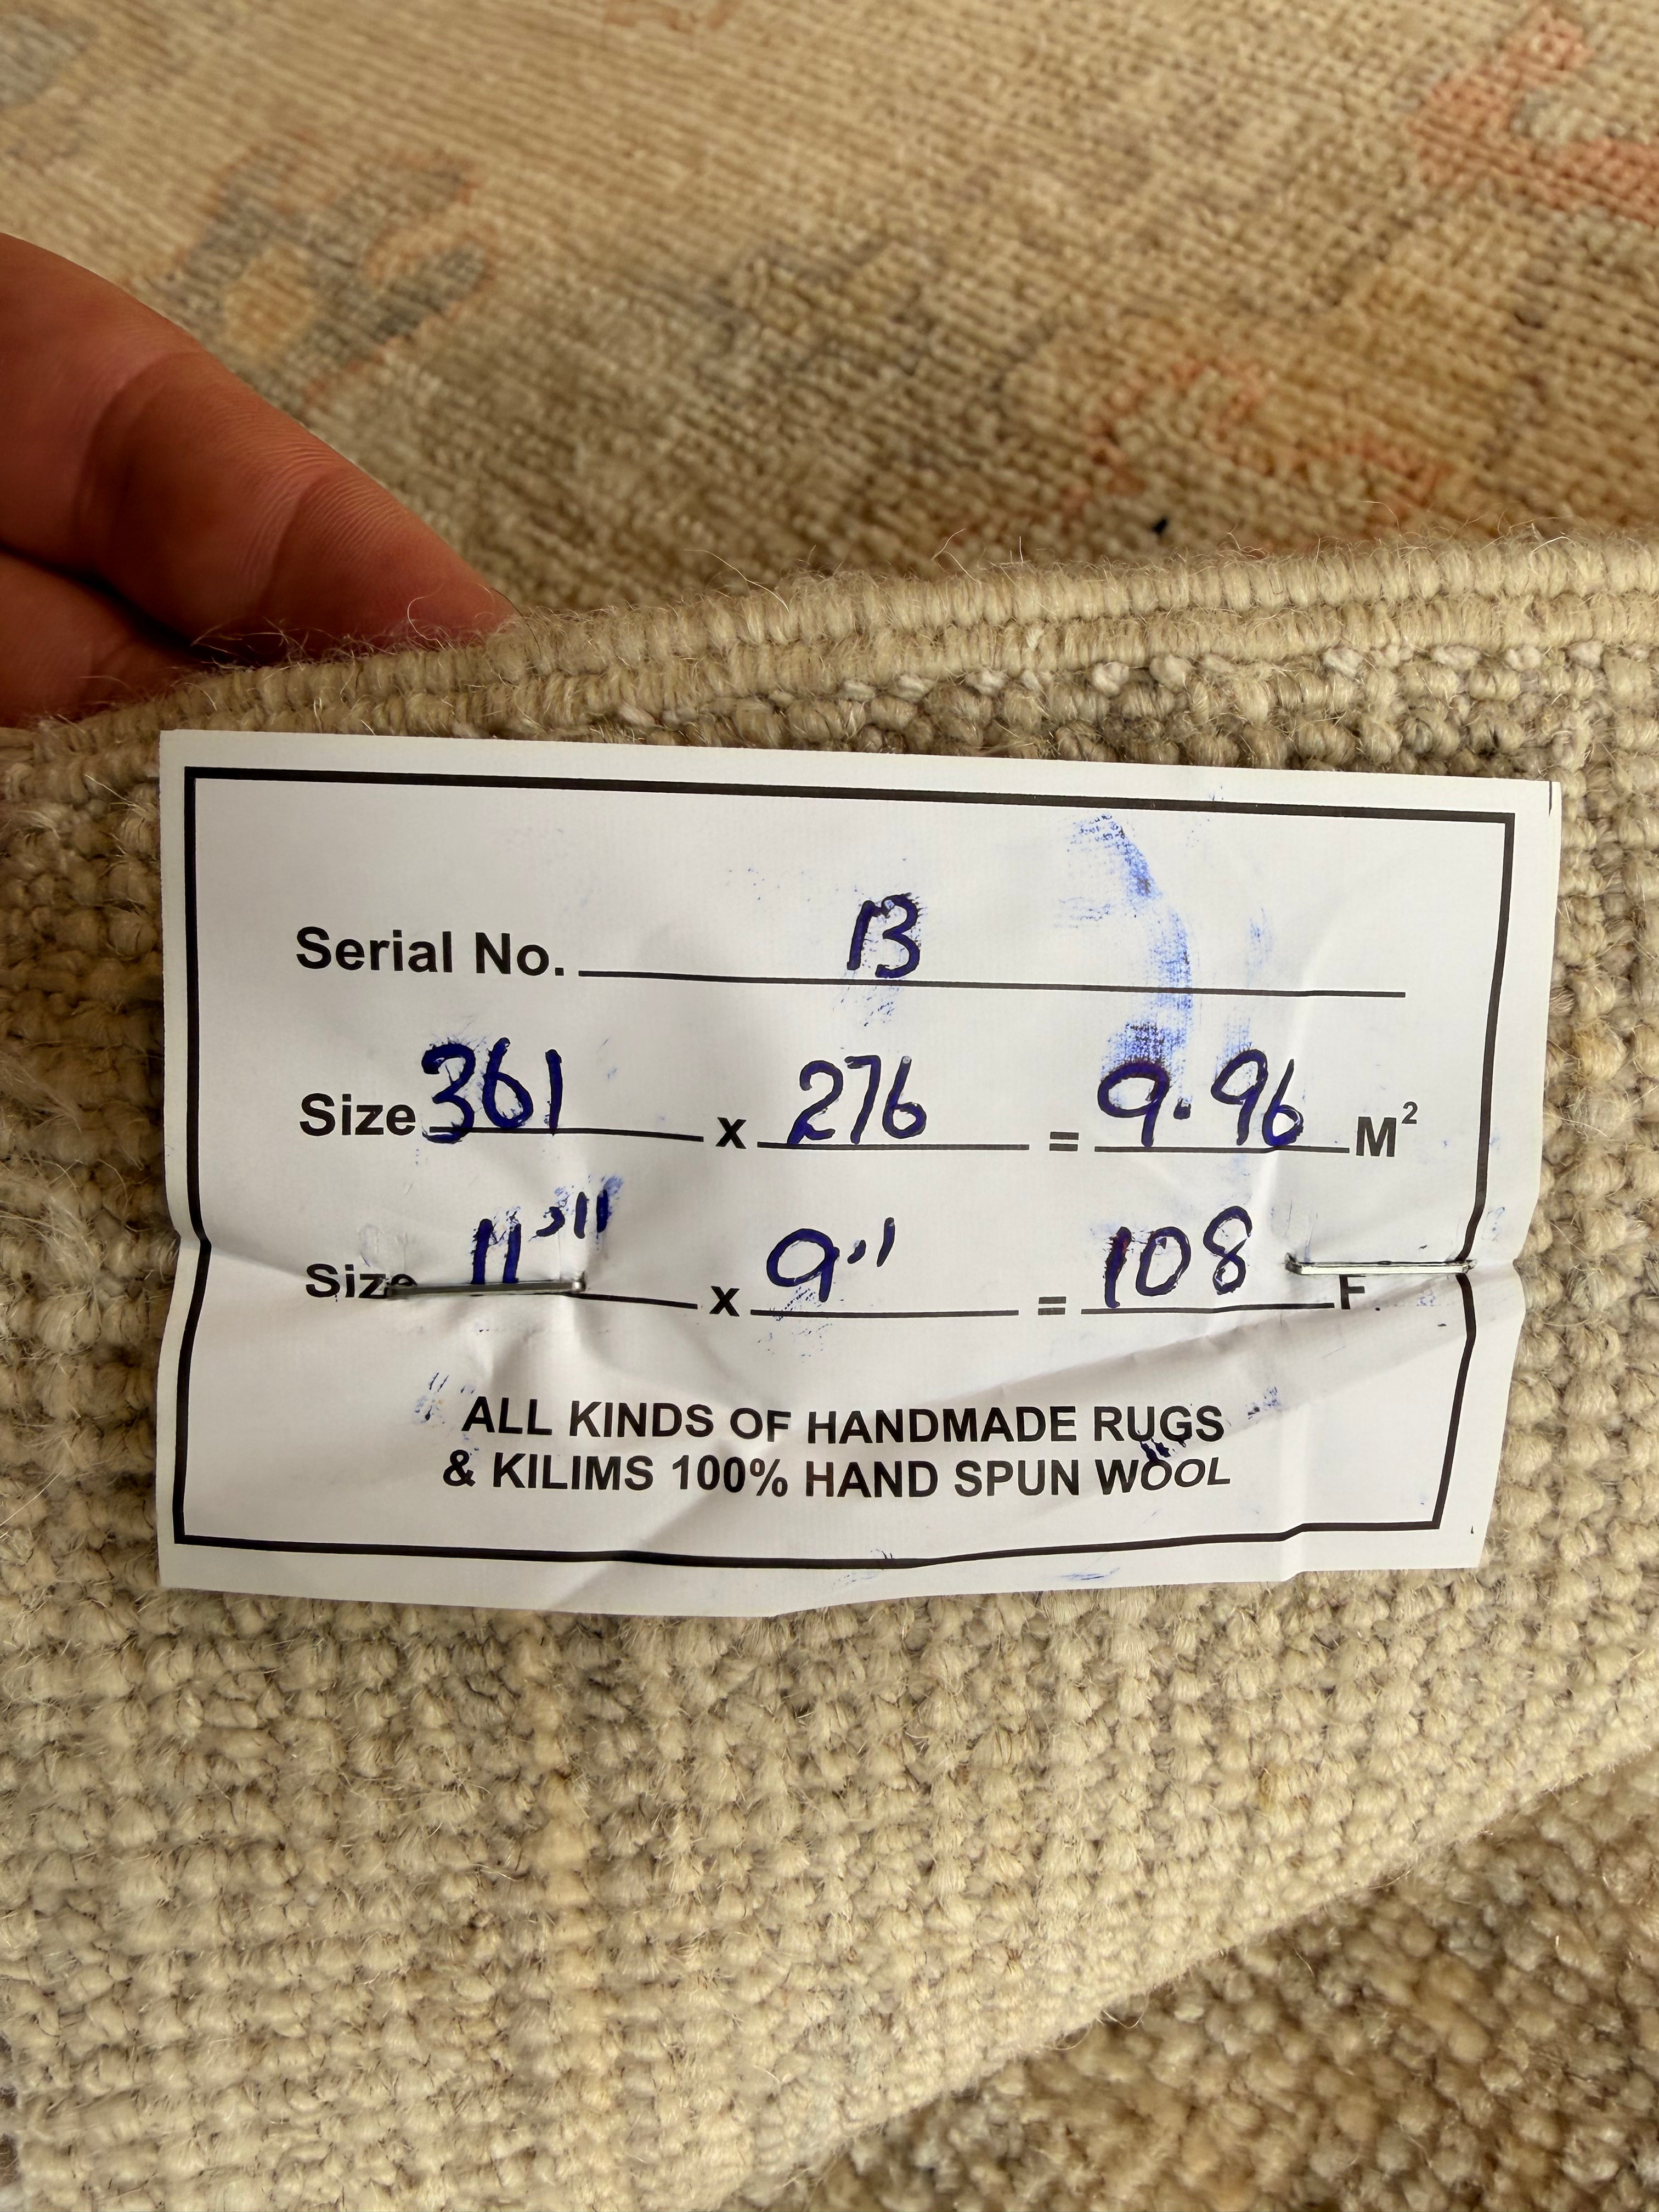 Serial No. 13
Size 361 x 276 = 9.96 M²
Size 11'11 x 9'1 = 108 F.
ALL KINDS OF HANDMADE RUGS
& KILIMS 100% HAND SPUN WOOL